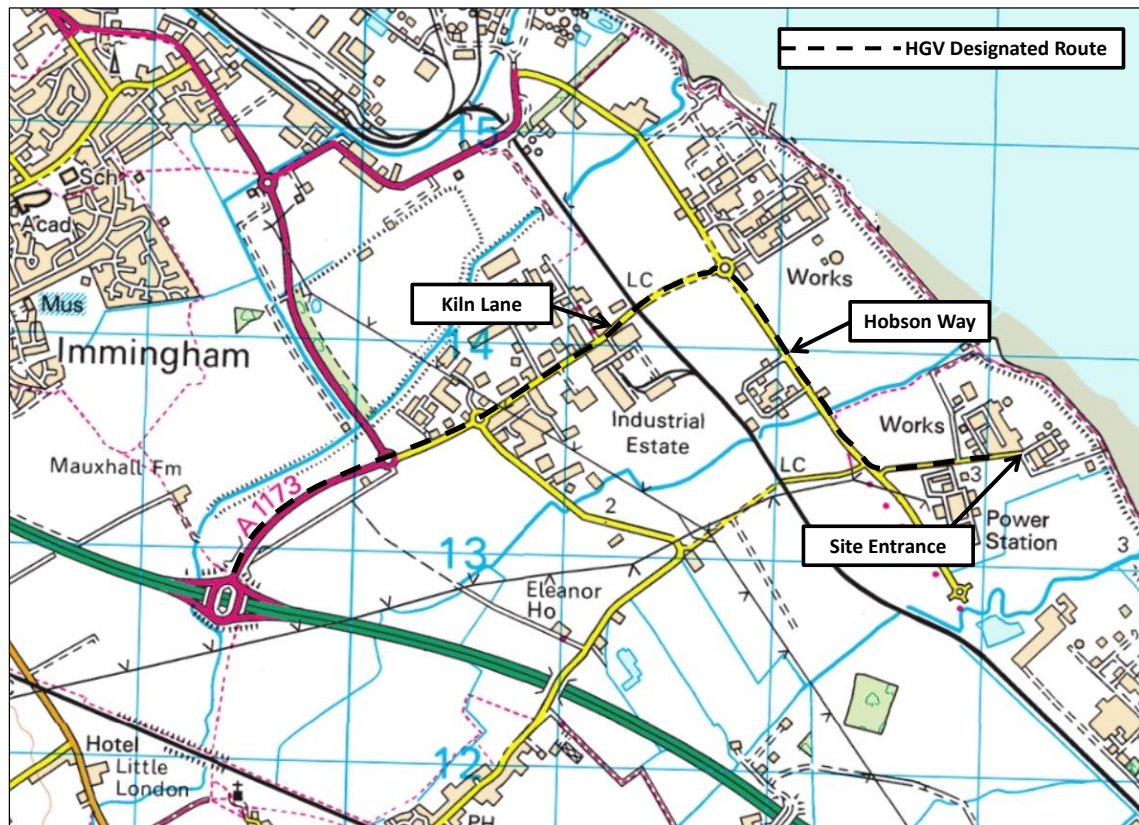 HGV Designated Route
15
Sch
Acad
Mus
Immingham
Kiln Lane
LC
Works
Hobson Way
14
Industrial
Estate
Works
LC
Mauxhall Fm
A 1173
2
3
Power
Station
Site Entrance
3
13
Eleanor
Ho
12
Hotel
Little
London
PH